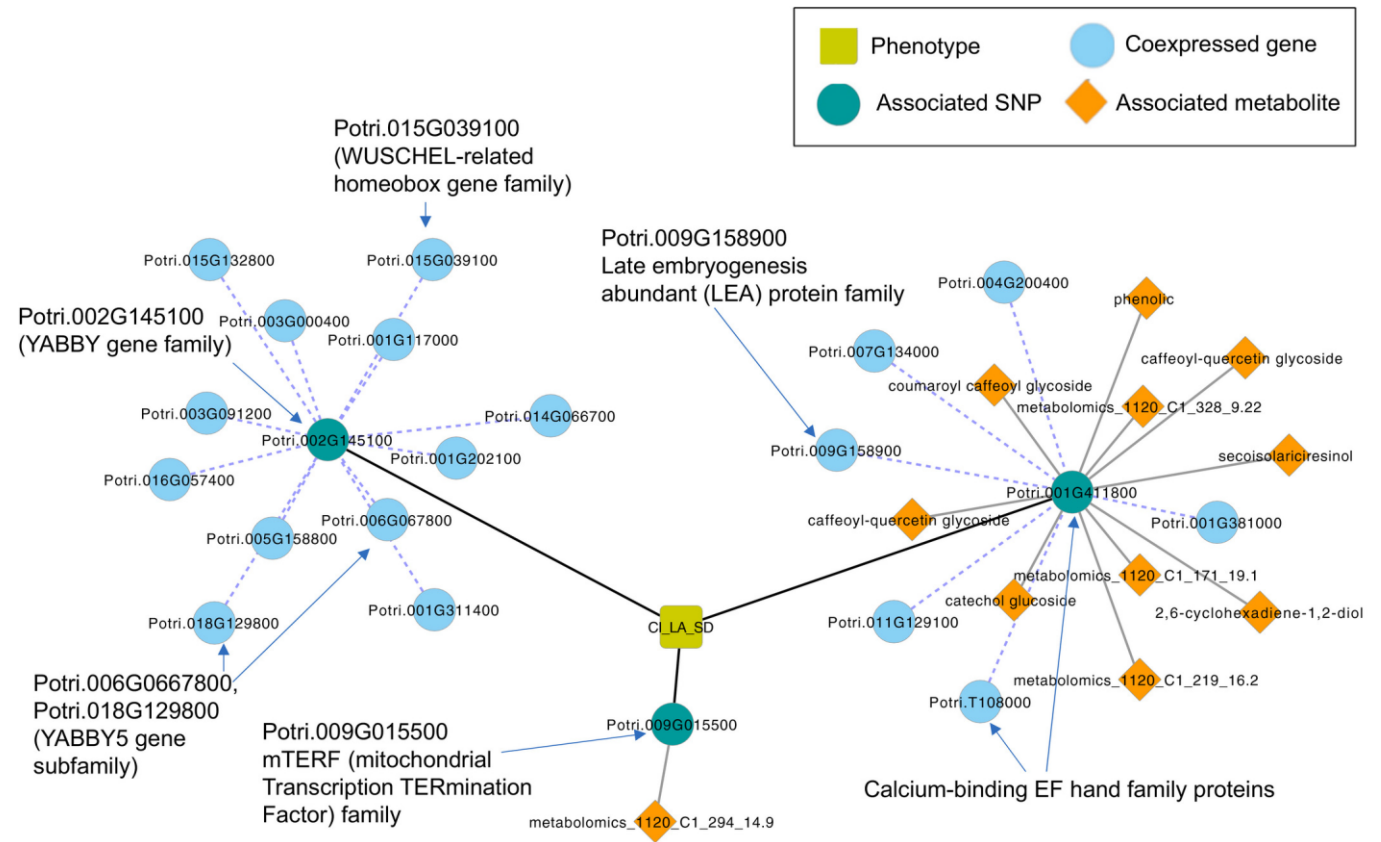 Phenotype
Coexpressed gene
Associated SNP
Associated metabolite
Potri.015G039100
(WUSCHEL-related
homeobox gene family)
Potri.015G132800
Potri.015G039100
Potri.003G000400
Potri.001G117000
Potri.002G145100
(YABBY gene family)
Potri.003G091200
Potri.014G066700
Potri.002G145100
Potri.001G202100
Potri.016G057400
Potri.006G067800
Potri.005G158800
Potri.001G311400
Potri.018G129800
Potri.006G0667800,
Potri.018G129800
(YABBY5 gene
subfamily)
Potri.009G158900
Late embryogenesis
abundant (LEA) protein family
Potri.004G200400
phenolic
Potri.007G134000
caffeoyl-quercetin glycoside
coumaroyl caffeoyl glycoside
metabolomics_1120_C1_328_9.22
Potri.009G158900
secoisolariciresinol
Potri.001G411800
caffeoyl-quercetin glycoside
Potri.001G381000
metabolomics_1120_C1_171_19.1
catechol glucoside
2,6-cyclohexadiene-1,2-diol
Potri.011G129100
metabolomics_1120_C1_219_16.2
Potri.T108000
CI_LA_SD
Potri.009G015500
Potri.009G015500
mTERF (mitochondrial
Transcription TERmination
Factor) family
metabolomics_1120_C1_294_14.9
Calcium-binding EF hand family proteins